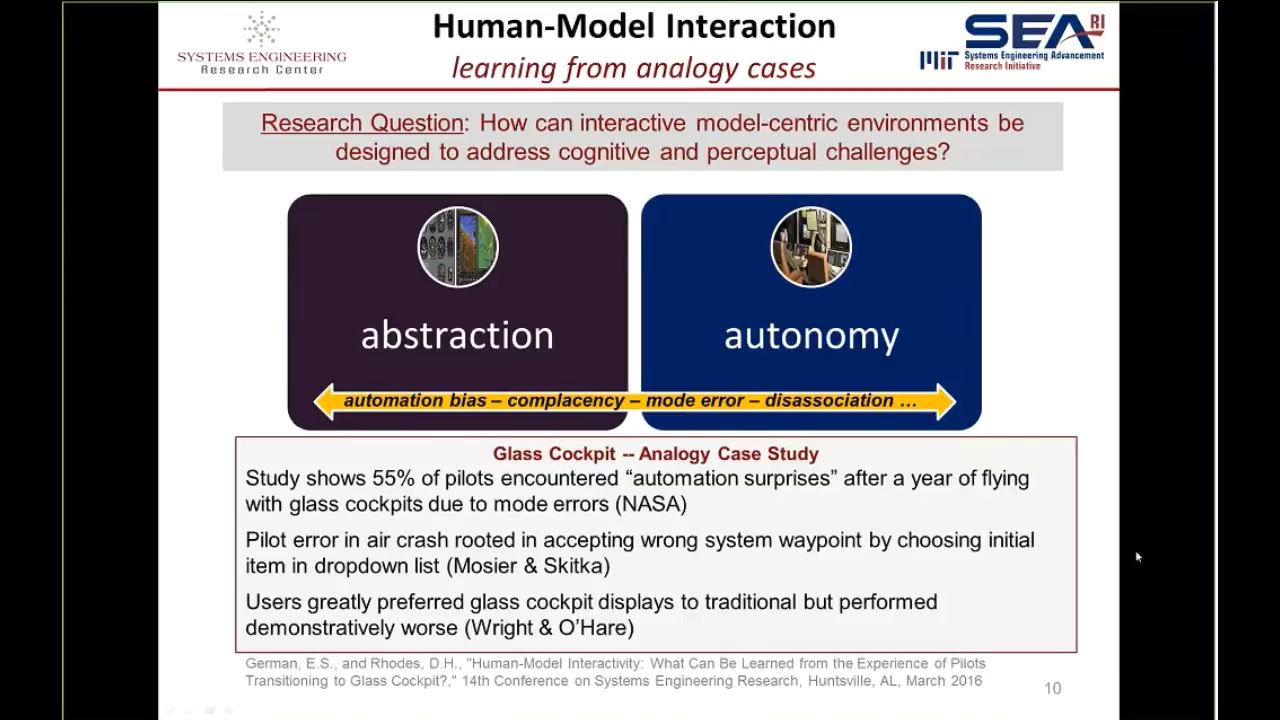 Human-Model Interaction
learning from analogy cases
SYSTEMS ENGINEERING
Research Center
SEARI
MIT Systems Engineering Advancement
Research Initiative
Research Question: How can interactive model-centric environments be
designed to address cognitive and perceptual challenges?
abstraction
autonomy
automation bias – complacency – mode error – disassociation …
Glass Cockpit -- Analogy Case Study
Study shows 55% of pilots encountered “automation surprises” after a year of flying
with glass cockpits due to mode errors (NASA)
Pilot error in air crash rooted in accepting wrong system waypoint by choosing initial
item in dropdown list (Mosier & Skitka)
Users greatly preferred glass cockpit displays to traditional but performed
demonstratively worse (Wright & O’Hare)
German, E.S., and Rhodes, D.H., "Human-Model Interactivity: What Can Be Learned from the Experience of Pilots
Transitioning to Glass Cockpit?," 14th Conference on Systems Engineering Research, Huntsville, AL, March 2016
10